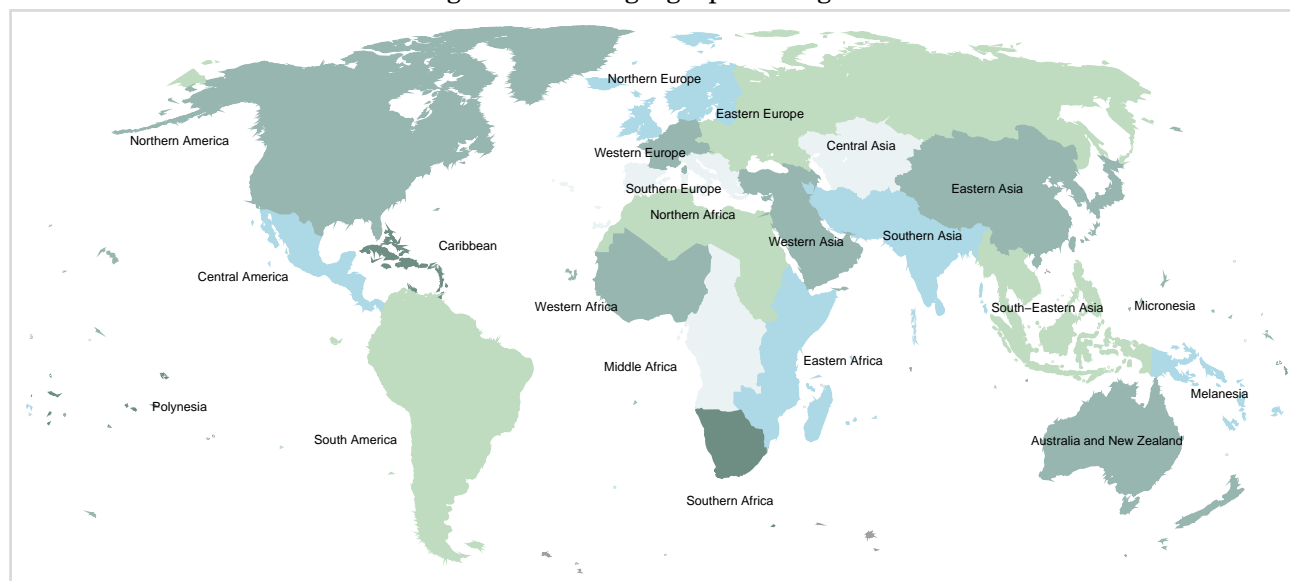 Northern Europe
Eastern Europe
Northern America
Central Asia
Western Europe
Southern Europe
Eastern Asia
Northern Africa
Southern Asia
Western Asia
Caribbean
Central America
Western Africa
South−Eastern Asia
Micronesia
Eastern Africa
Middle Africa
Melanesia
Polynesia
South America
Australia and New Zealand
Southern Africa